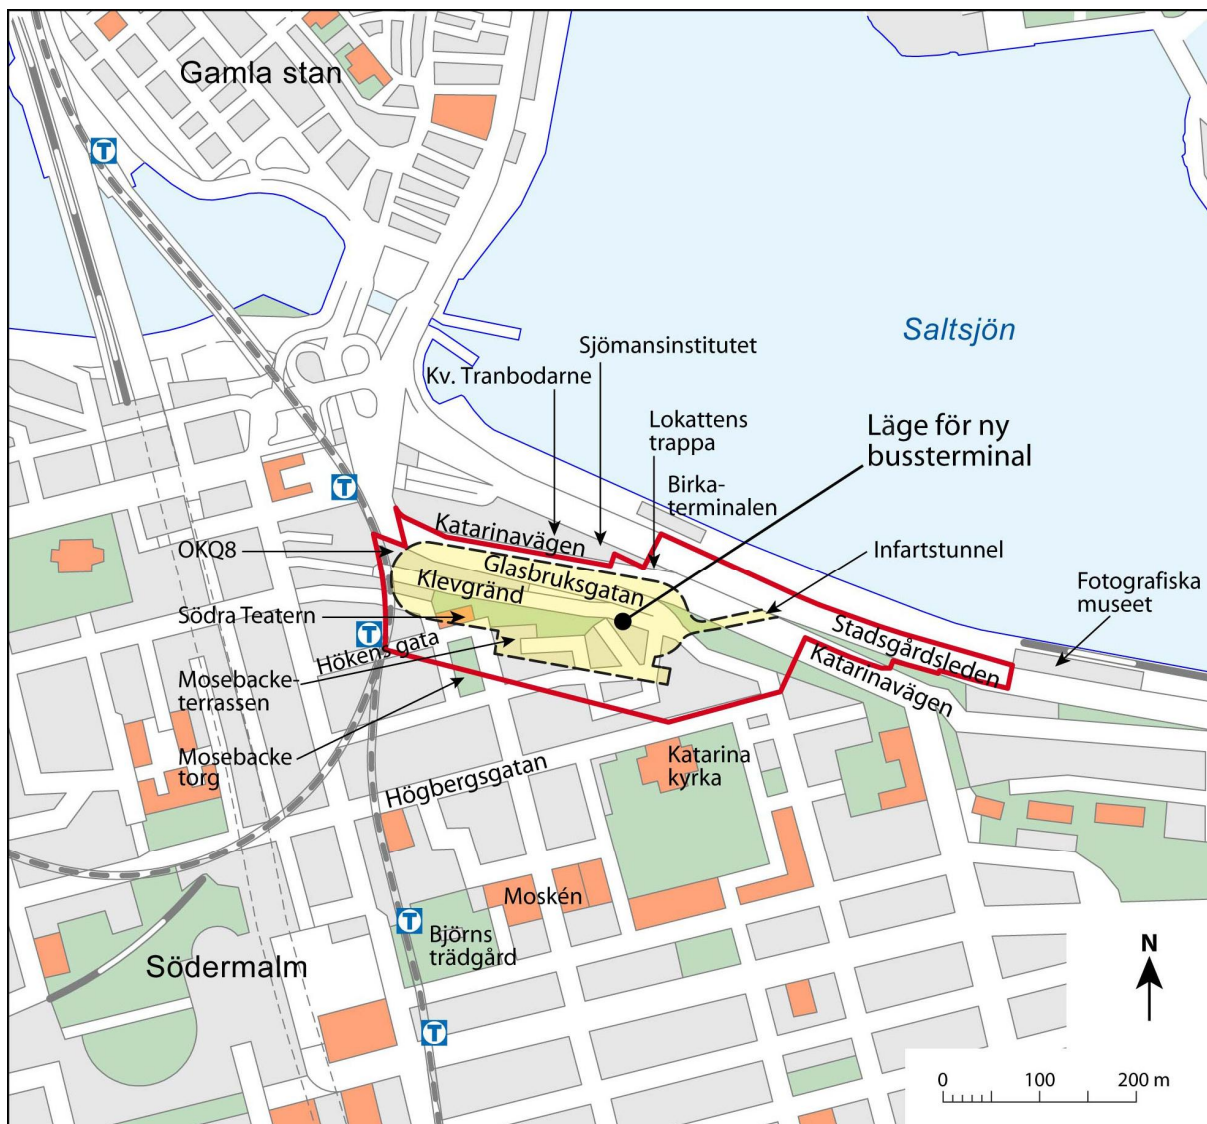 Gamla stan
T
Saltsjön
Sjömansinstitutet
Kv. Tranbodarne
Lokattens
trappa
Läge för ny
bussterminal
Birka-
terminalen
T
Katarinavägen
OKQ8
Infartstunnel
Glasbruksgatan
Klevgränd
Fotografiska
museet
Södra Teatern
T
Hökens gata
Stadsgårdsleden
Katarinavägen
Mosebacke-
terrassen
Mosebacke
torg
Katarina
kyrka
Högbergsgatan
Moskén
T
Björns
trädgård
Södermalm
N
T
0 100 200 m